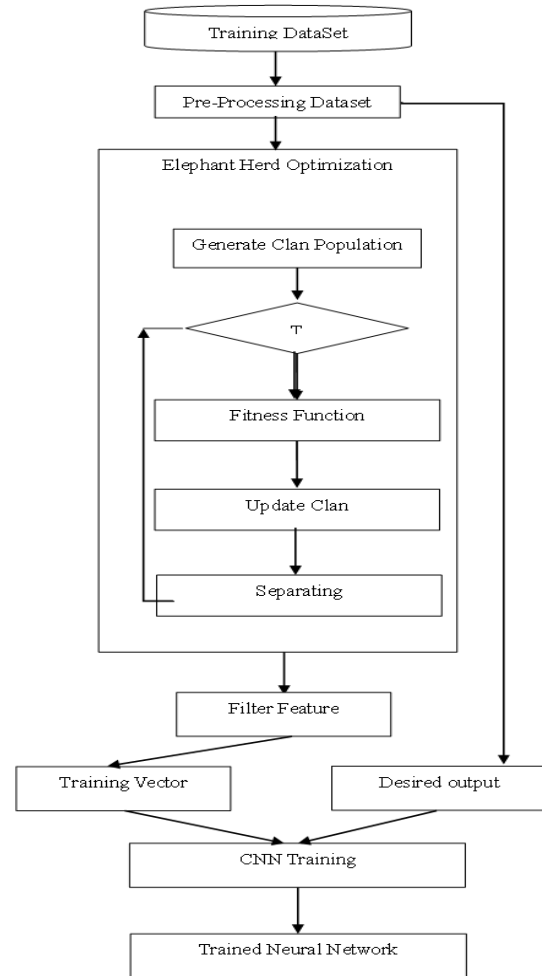 Training DataSet
Pre-Processing Dataset
Elephant Herd Optimization
Generate Clan Population
T
Fitness Function
Update Clan
Separating
Filter Feature
Training Vector
Desired output
CNN Training
Trained Neural Network